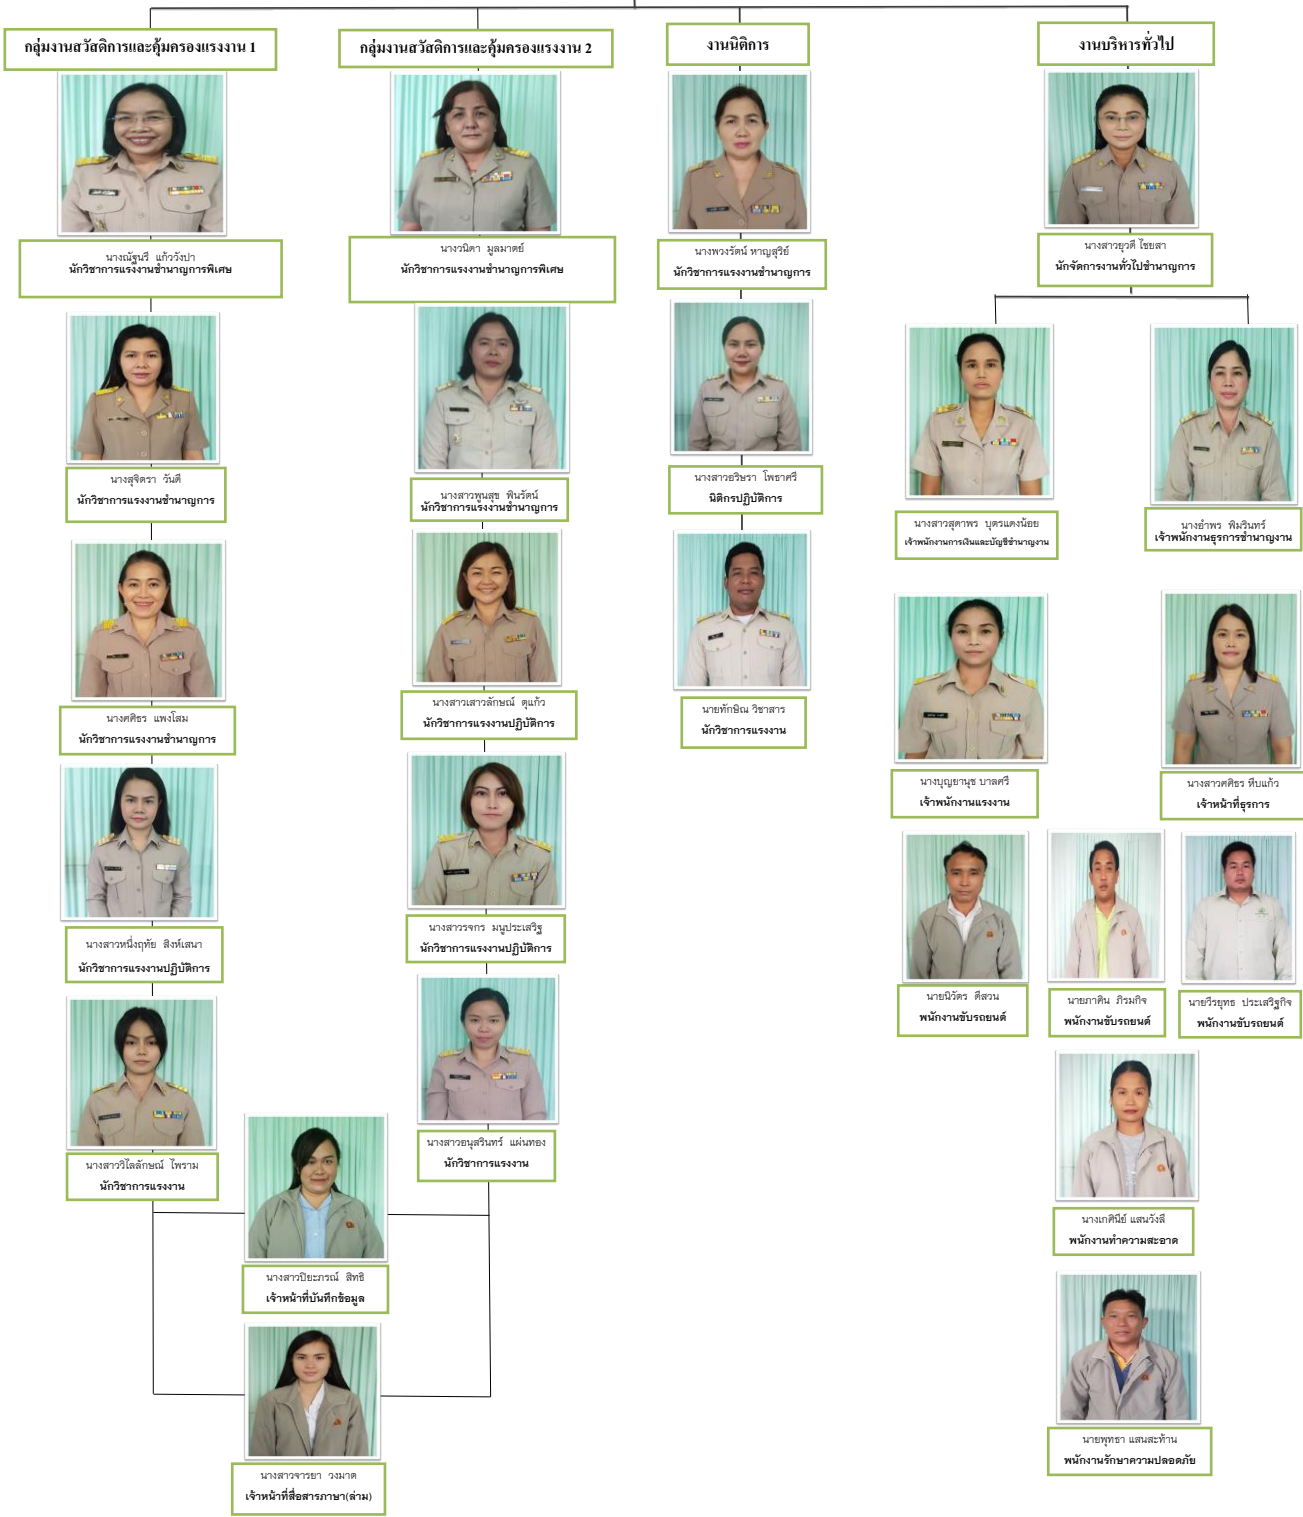 กลุ่มงานสวัสดิการและคุ้มครองแรงงาน 1
นางณัฐนรี แก้ววังปา
นักวิชาการแรงงานชำนาญการพิเศษ
นางสุจิตรา วันดี
นักวิชาการแรงงานชำนาญการ
นางศศิธร แพงโสม
นักวิชาการแรงงานชำนาญการ
นางสาวหนึ่งฤทัย สิงห์เสนา
นักวิชาการแรงงานปฏิบัติการ
นางสาววิไลลักษณ์ ไพราม
นักวิชาการแรงงาน
กลุ่มงานสวัสดิการและคุ้มครองแรงงาน 2
นางวนิดา มูลมาตย์
นักวิชาการแรงงานชำนาญการพิเศษ
นางสาวพูนสุข พินรัตน์
นักวิชาการแรงงานชำนาญการ
นางสาวเสาวลักษณ์ ดุแก้ว
นักวิชาการแรงงานปฏิบัติการ
นางสาวรจกร มนูประเสริฐ
นักวิชาการแรงงานปฏิบัติการ
นางสาวอนุสรินทร์ แผ่นทอง
นักวิชาการแรงงาน
นางสาวปิยะภรณ์ สิทธิ
เจ้าหน้าที่บันทึกข้อมูล
นางสาวจารยา วงมาต
เจ้าหน้าที่สื่อสารภาษา(ล่าม)
งานนิติการ
นางพวงรัตน์ หาญสุริย์
นักวิชาการแรงงานชำนาญการ
นางสาวอริษรา โพธาศรี
นิติกรปฏิบัติการ
นายทักษิณ วิชาสาร
นักวิชาการแรงงาน
งานบริหารทั่วไป
นางสาวยุวดี ไชยสา
นักจัดการงานทั่วไปชำนาญการ
นางสาวสุดาพร บุตรแดงน้อย
เจ้าพนักงานการเงินและบัญชีชำนาญงาน
นางอำพร พิมรินทร์
เจ้าพนักงานธุรการชำนาญงาน
นางบุญยานุช บาลศรี
เจ้าพนักงานแรงงาน
นางสาวศศิธร หีบแก้ว
เจ้าหน้าที่ธุรการ
นายนิวัตร ดีสวน
พนักงานขับรถยนต์
นายภาคิน ภิรมกิจ
พนักงานขับรถยนต์
นายวีรยุทธ ประเสริฐกิจ
พนักงานขับรถยนต์
นางเกศินีย์ แสนวังสี
พนักงานทำความสะอาด
นายพุทธา แสนสะท้าน
พนักงานรักษาความปลอดภัย